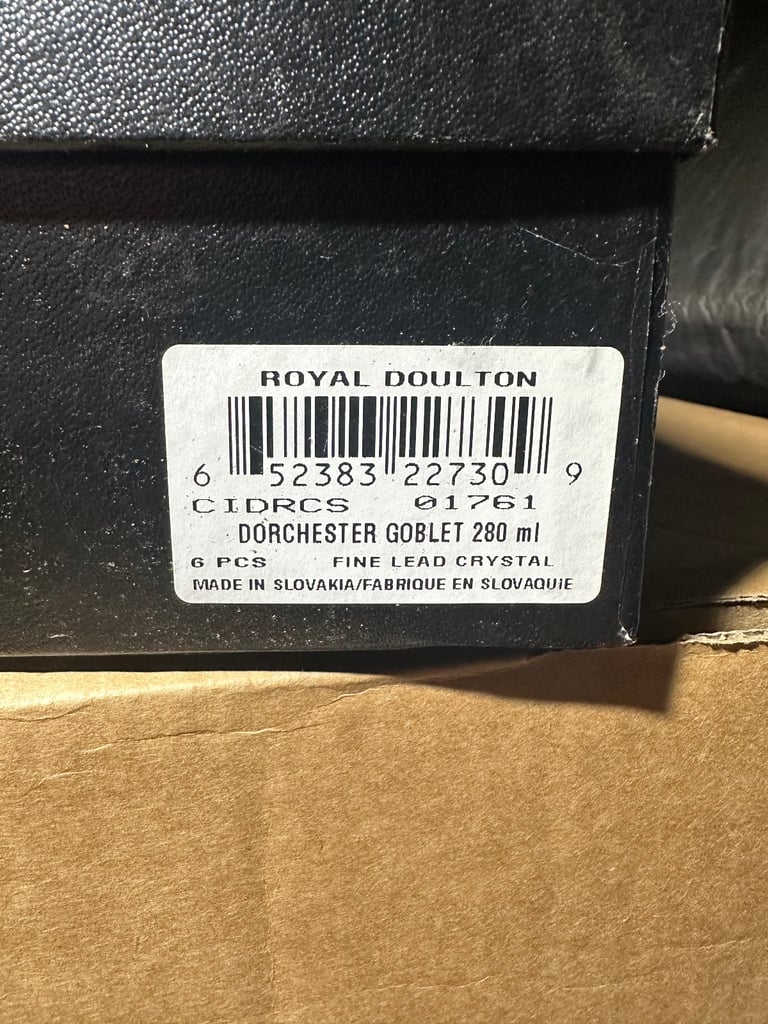 ROYAL DOULTON
6 52383 22730 9
CIDRCS 01761
DORCHESTER GOBLET 280 ml
6 PCS FINE LEAD CRYSTAL
MADE IN SLOVAKIA/FABRIQUE EN SLOVAQUIE